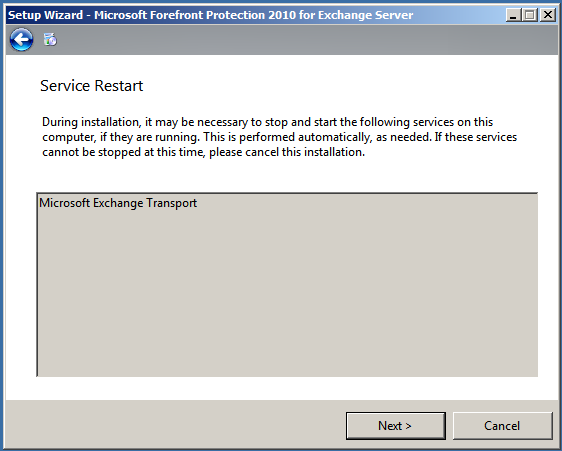 Setup Wizard - Microsoft Forefront Protection 2010 for Exchange Server
Service Restart
During installation, it may be necessary to stop and start the following services on this
computer, if they are running. This is performed automatically, as needed. If these services
cannot be stopped at this time, please cancel this installation.
Microsoft Exchange Transport
Next >
Cancel